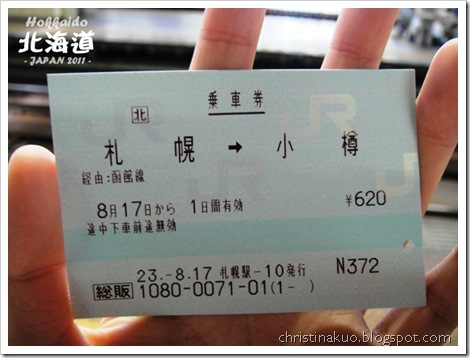 Hokkaido
北海道
- JAPAN 2011 -
北 乗車券
札幌 → 小樽
経由:函館線
8月17日から 1日間有効 ¥620
途中下車前途無効
23.-8.17 札幌駅-10発行 N372
総販 1080-0071-01(1- )
christinakuo.blogspot.com